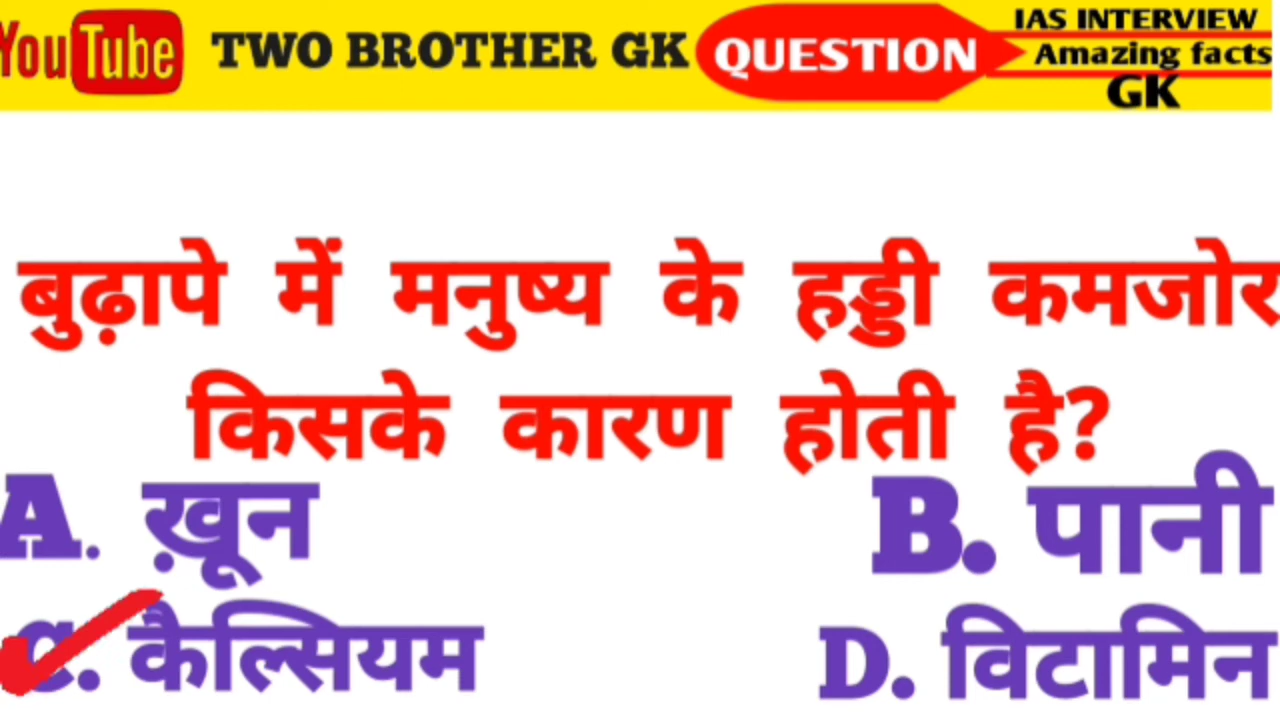 YouTube TWO BROTHER GK QUESTION IAS INTERVIEW
Amazing facts
GK
बुढ़ापे में मनुष्य के हड्डी कमजोर
किसके कारण होती है?
A. ख़ून B. पानी
C. कैल्सियम D. विटामिन